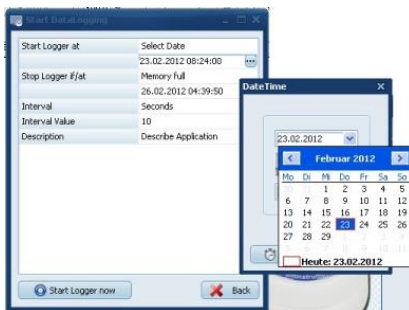 Start DataLogging
Start Logger at Select Date
23.02.2012 08:24:00 ...
Stop Logger if/at Memory full
26.02.2012 04:39:50
Interval Seconds
Interval Value 10
Description Describe Application
Start Logger now
Back
DateTime
23.02.2012
Februar 2012
Mo Di Mi Do Fr Sa So
1 2 3 4 5
6 7 8 9 10 11 12
13 14 15 16 17 18 19
20 21 22 23 24 25 26
27 28 29
Heute: 23.02.2012